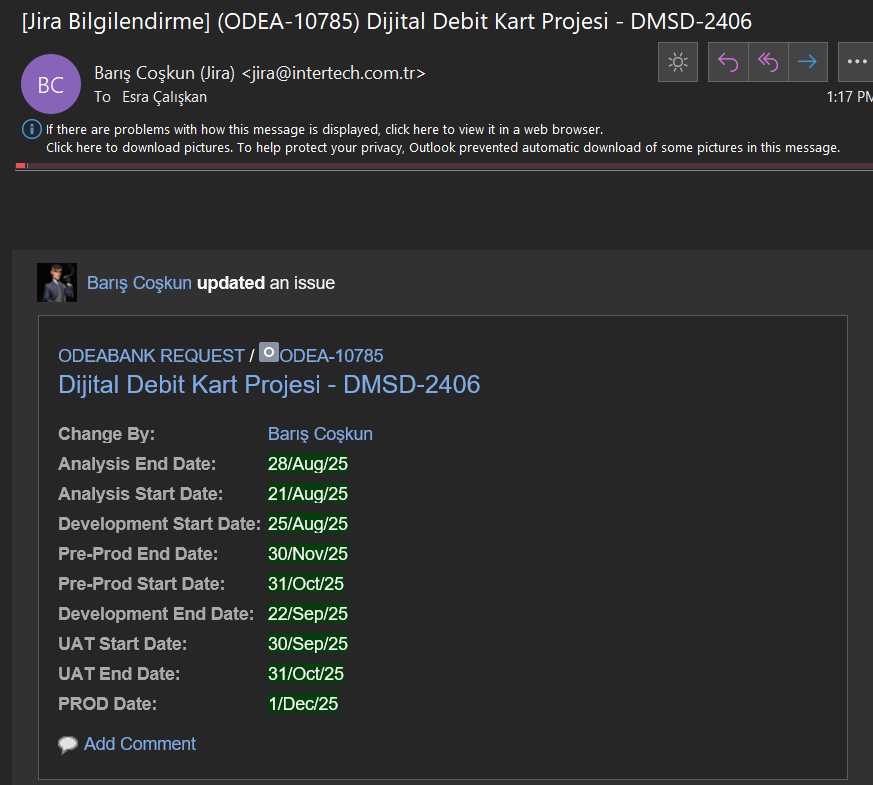 [Jira Bilgilendirme] (ODEA-10785) Dijital Debit Kart Projesi - DMSD-2406
BC
Barış Coşkun (Jira) <jira@intertech.com.tr>
To Esra Çalışkan
1:17 PM
If there are problems with how this message is displayed, click here to view it in a web browser.
Click here to download pictures. To help protect your privacy, Outlook prevented automatic download of some pictures in this message.
Barış Coşkun updated an issue
ODEABANK REQUEST / ODEA-10785
Dijital Debit Kart Projesi - DMSD-2406
Change By: Barış Coşkun
Analysis End Date: 28/Aug/25
Analysis Start Date: 21/Aug/25
Development Start Date: 25/Aug/25
Pre-Prod End Date: 30/Nov/25
Pre-Prod Start Date: 31/Oct/25
Development End Date: 22/Sep/25
UAT Start Date: 30/Sep/25
UAT End Date: 31/Oct/25
PROD Date: 1/Dec/25
Add Comment